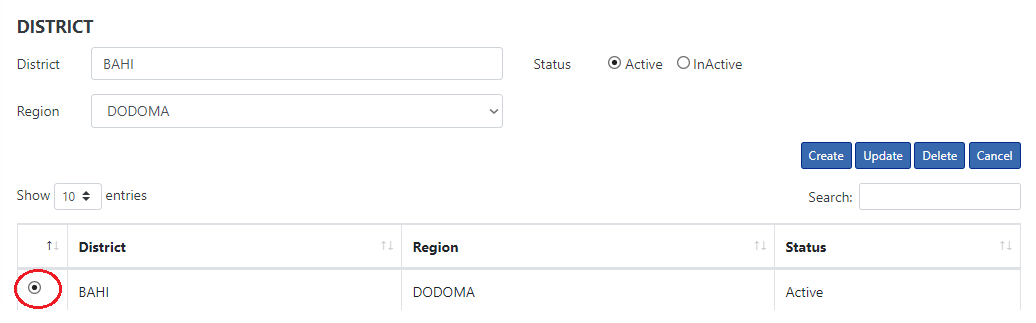 DISTRICT
District BAHI Status Active InActive
Region DODOMA
Create Update Delete Cancel
Show 10 entries Search:
District Region Status
BAHI DODOMA Active